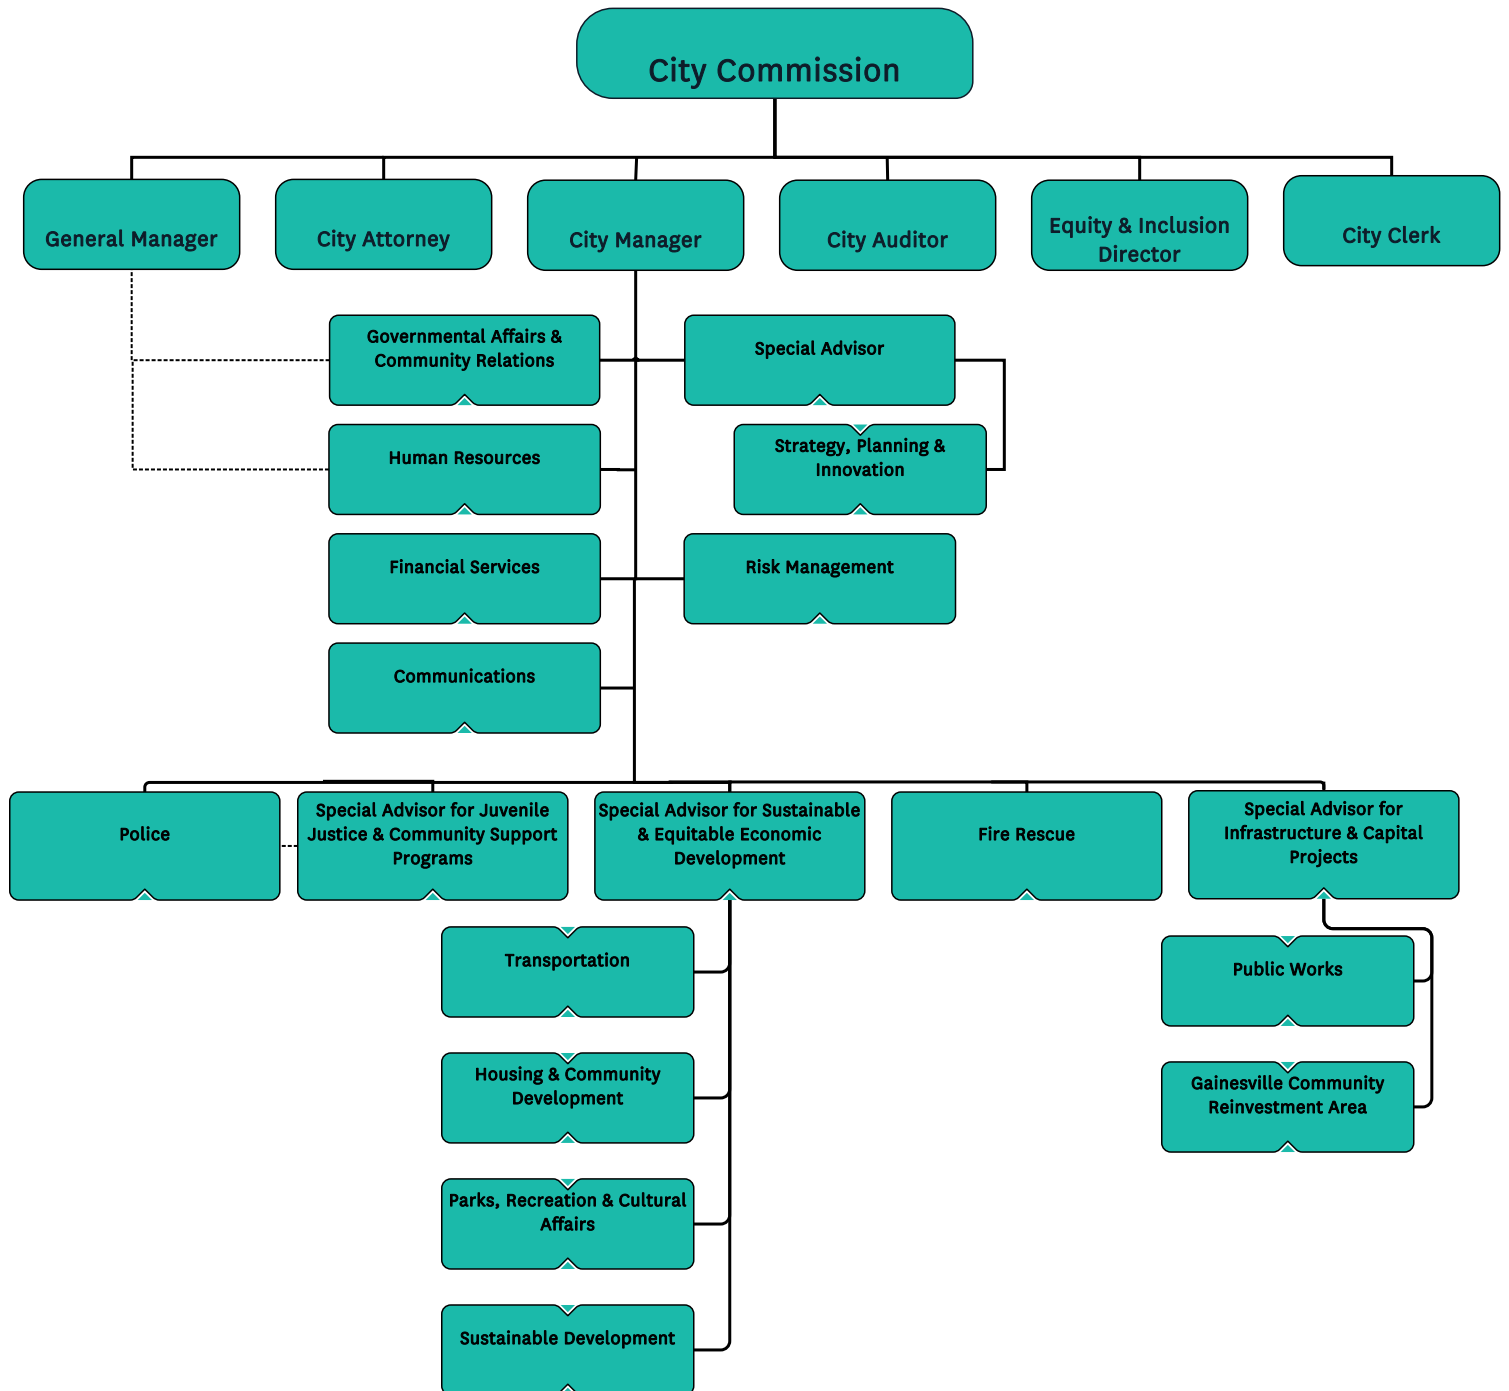 City Commission
General Manager
City Attorney
City Manager
City Auditor
Equity & Inclusion
Director
City Clerk
Governmental Affairs &
Community Relations
Special Advisor
Human Resources
Strategy, Planning &
Innovation
Financial Services
Risk Management
Communications
Police
Special Advisor for Juvenile
Justice & Community Support
Programs
Special Advisor for Sustainable
& Equitable Economic
Development
Fire Rescue
Special Advisor for
Infrastructure & Capital
Projects
Transportation
Public Works
Housing & Community
Development
Gainesville Community
Reinvestment Area
Parks, Recreation & Cultural
Affairs
Sustainable Development